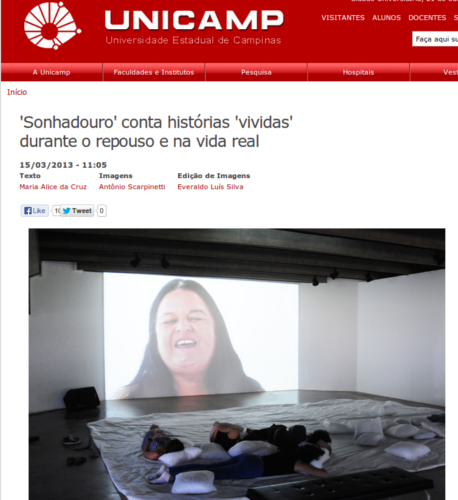 UNICAMP
Universidade Estadual de Campinas
VISITANTES ALUNOS DOCENTES
Faça aqui su
A Unicamp Faculdades e Institutos Pesquisa Hospitais Vest
Início
'Sonhadouro' conta histórias 'vividas'
durante o repouso e na vida real
15/03/2013 - 11:05
Texto Imagens Edição de Imagens
Maria Alice da Cruz Antônio Scarpinetti Everaldo Luís Silva
Like Tweet 0